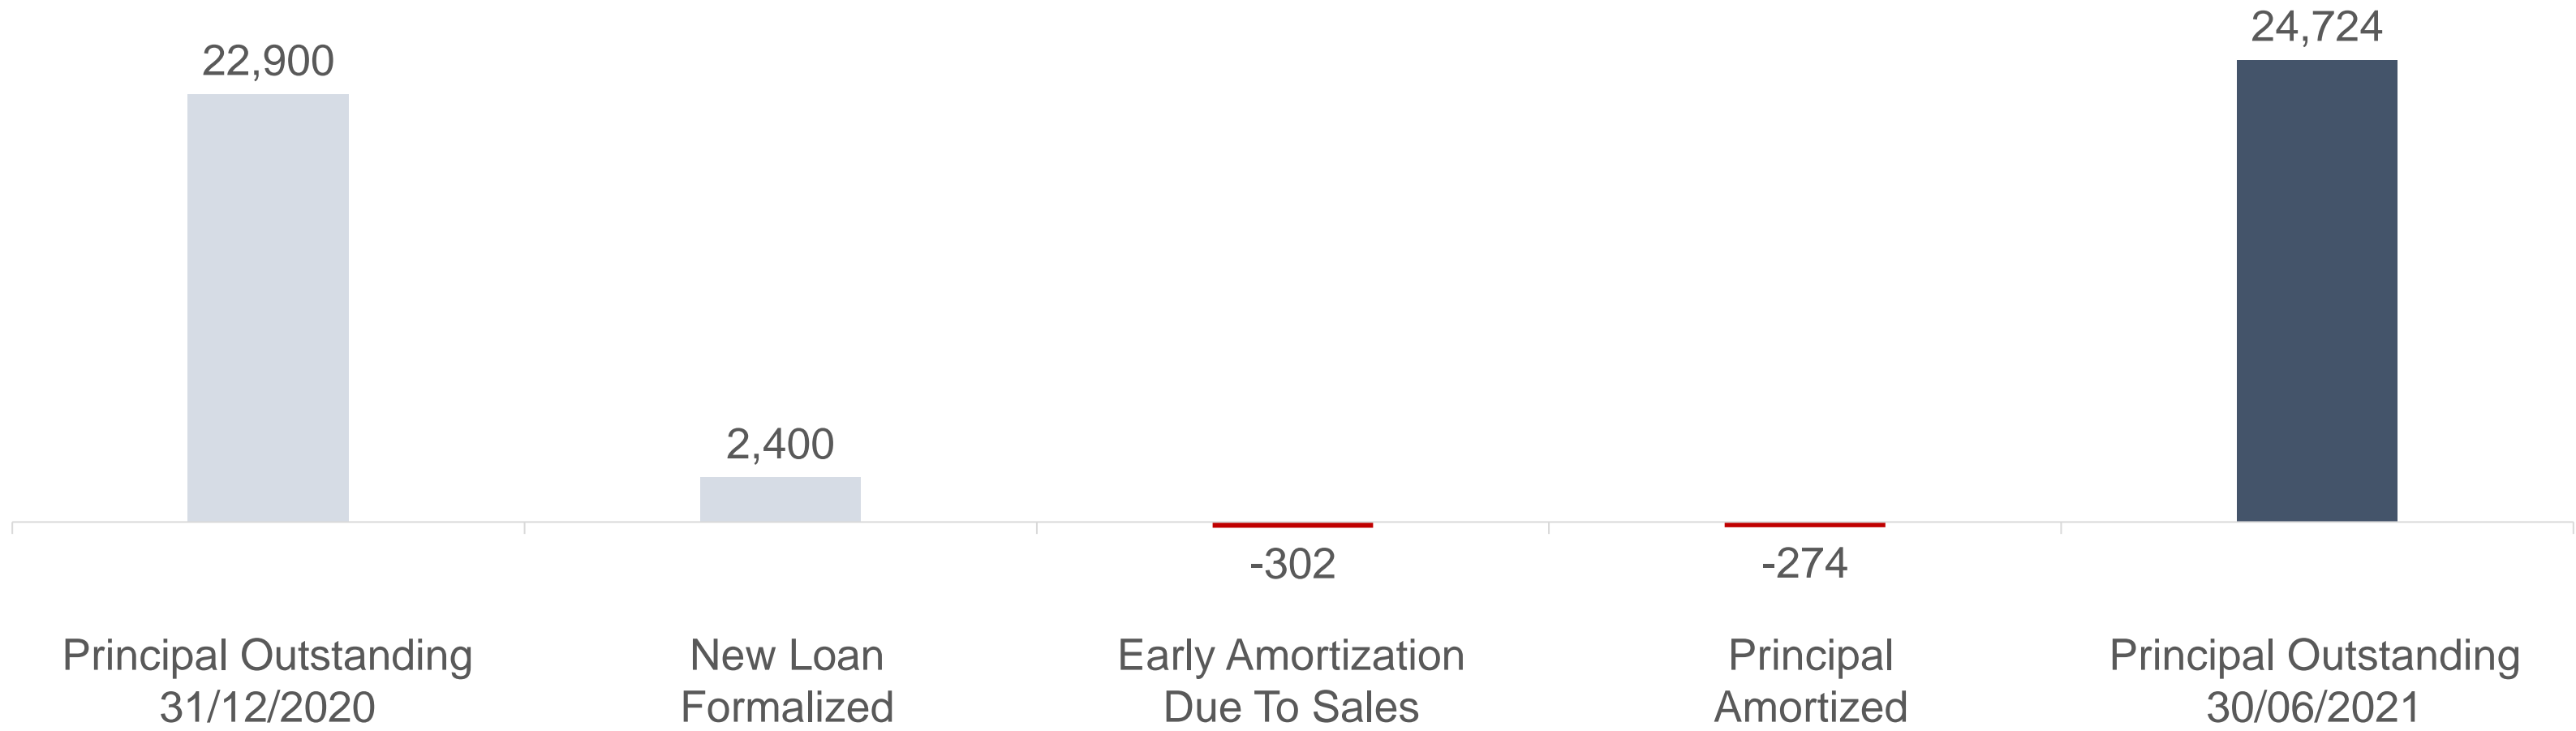 22,900
2,400
-302
-274
24,724
Principal Outstanding
31/12/2020
New Loan
Formalized
Early Amortization
Due To Sales
Principal
Amortized
Principal Outstanding
30/06/2021